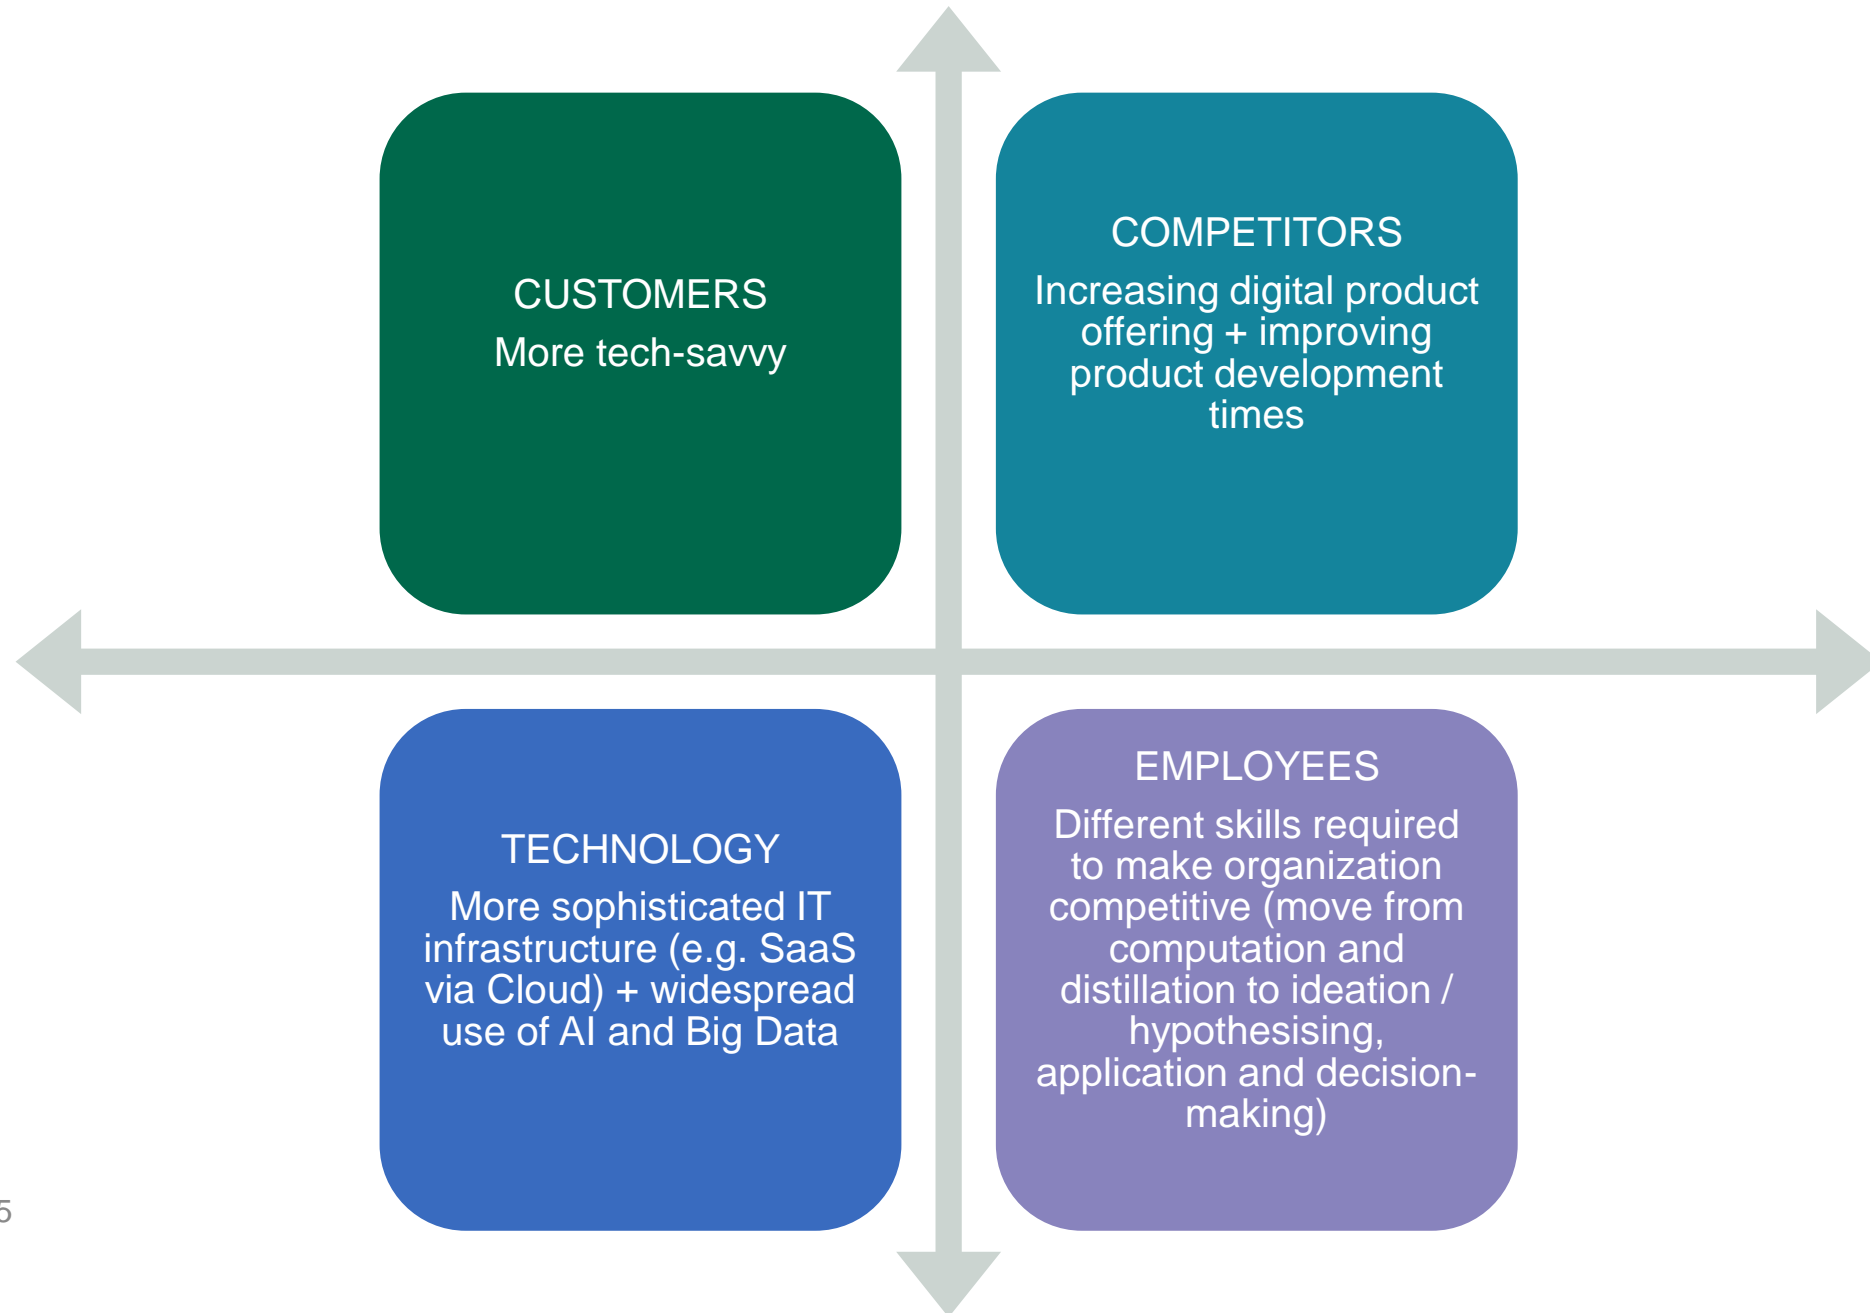 CUSTOMERS
More tech-savvy
COMPETITORS
Increasing digital product
offering + improving
product development
times
TECHNOLOGY
More sophisticated IT
infrastructure (e.g. SaaS
via Cloud) + widespread
use of AI and Big Data
EMPLOYEES
Different skills required
to make organization
competitive (move from
computation and
distillation to ideation /
hypothesising,
application and decision-
making)
5